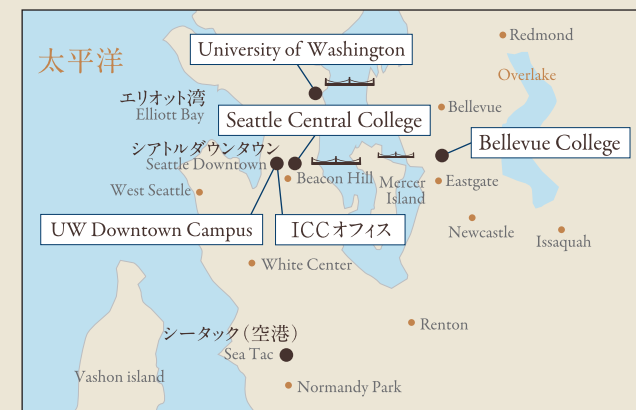 Redmond
University of Washington
太平洋
Overlake
エリオット湾
Elliott Bay
Bellevue
Seattle Central College
Bellevue College
シアトルダウンタウン
Seattle Downtown
Beacon Hill
Mercer
Island
Eastgate
West Seattle
UW Downtown Campus
ICCオフィス
Newcastle
Issaquah
White Center
Renton
シータック（空港）
Sea Tac
Vashon island
Normandy Park